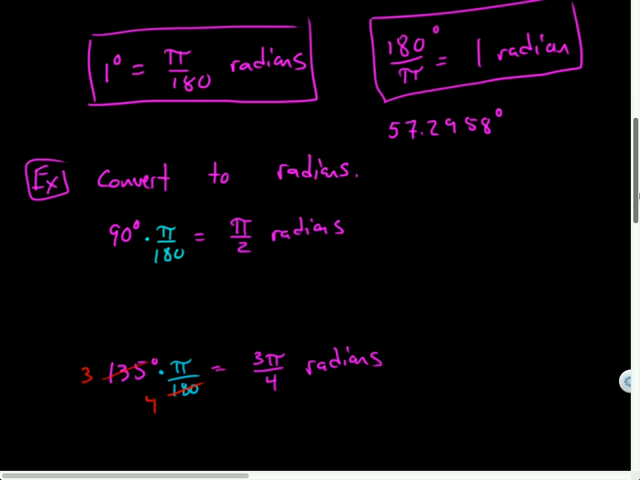 1° = π/180 radians
180°/π = 1 radian
57.2958°
Ex Convert to radians.
90° · π/180 = π/2 radians
3 135° · π/180 = 3π/4 radians
4